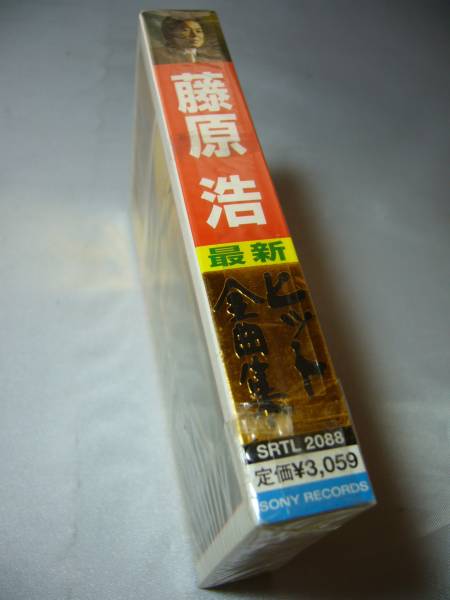 藤原 浩
最新
ヒット
全曲集
SRTL 2088
定価¥3,059
SONY RECORDS